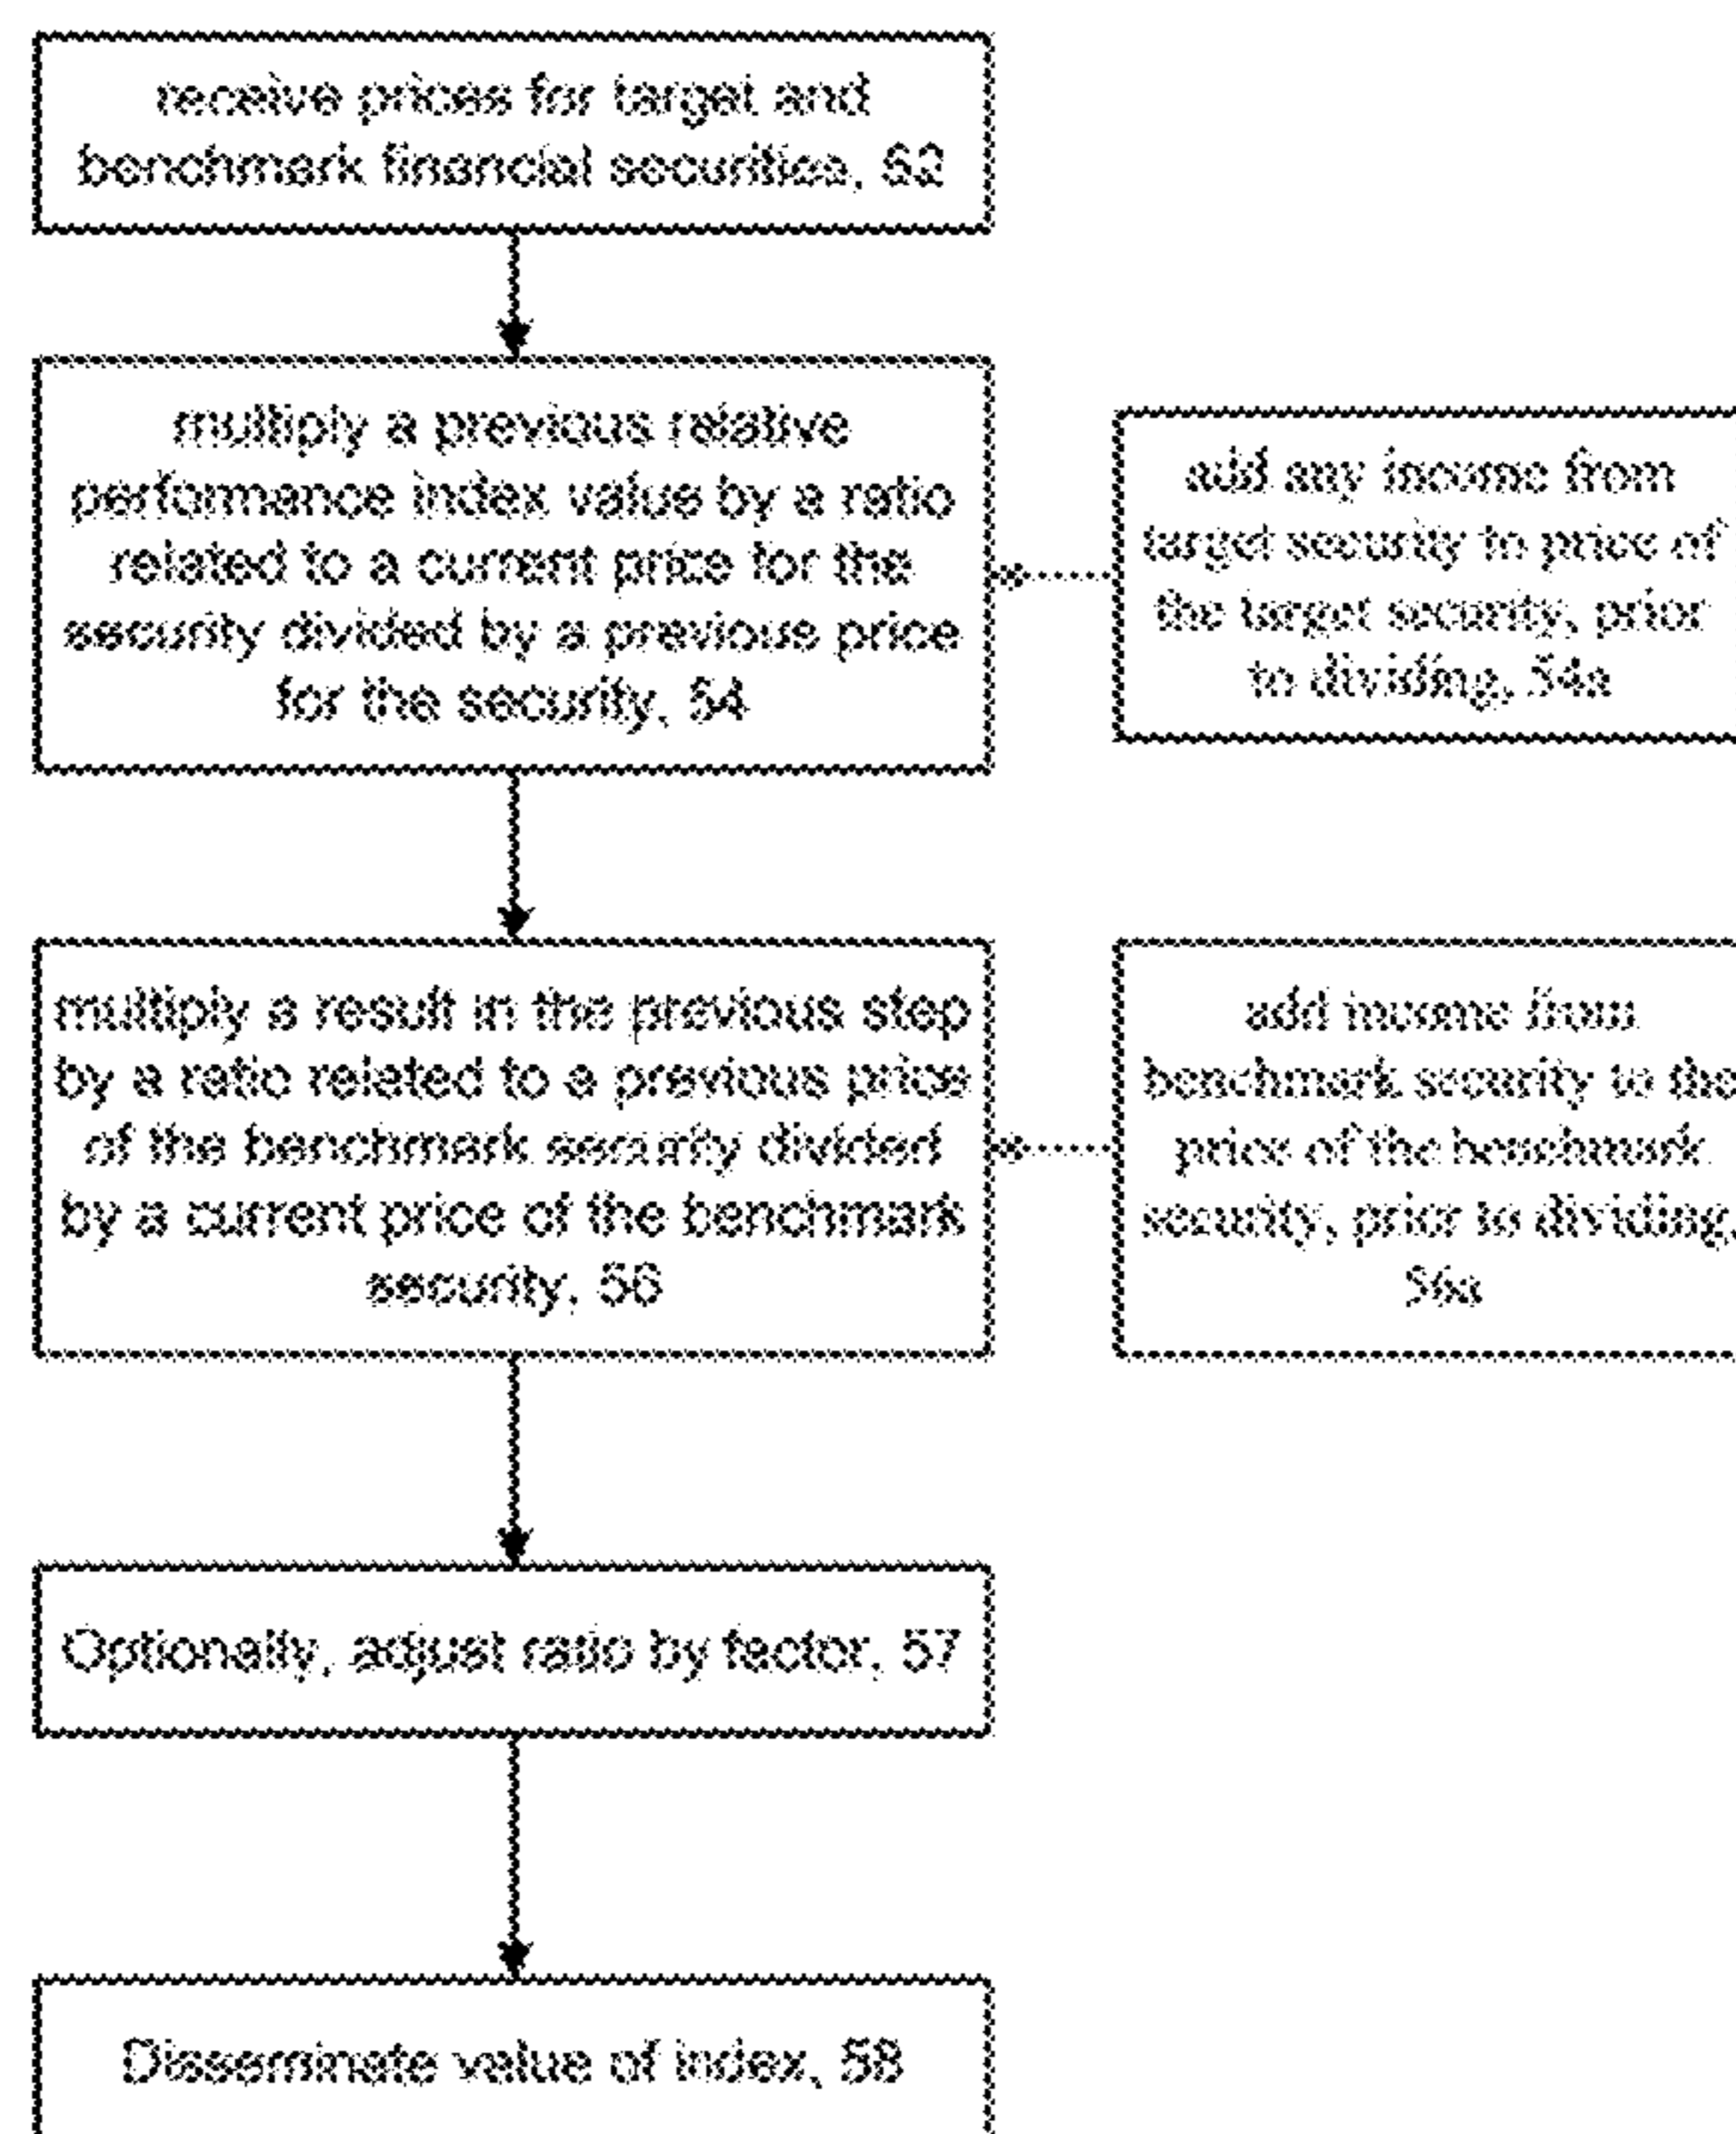 receive prices for target and
benchmark financial securities, 52
multiply a previous relative
performance index value by a ratio
related to a current price for the
security divided by a previous price
for the security, 54
add any income from
target security to price of
the target security, prior
to dividing, 54a
multiply a result in the previous step
by a ratio related to a previous price
of the benchmark security divided
by a current price of the benchmark
security, 56
add income from
benchmark security to the
price of the benchmark
security, prior to dividing,
56a
Optionally, adjust ratio by factor, 57
Disseminate value of index, 58